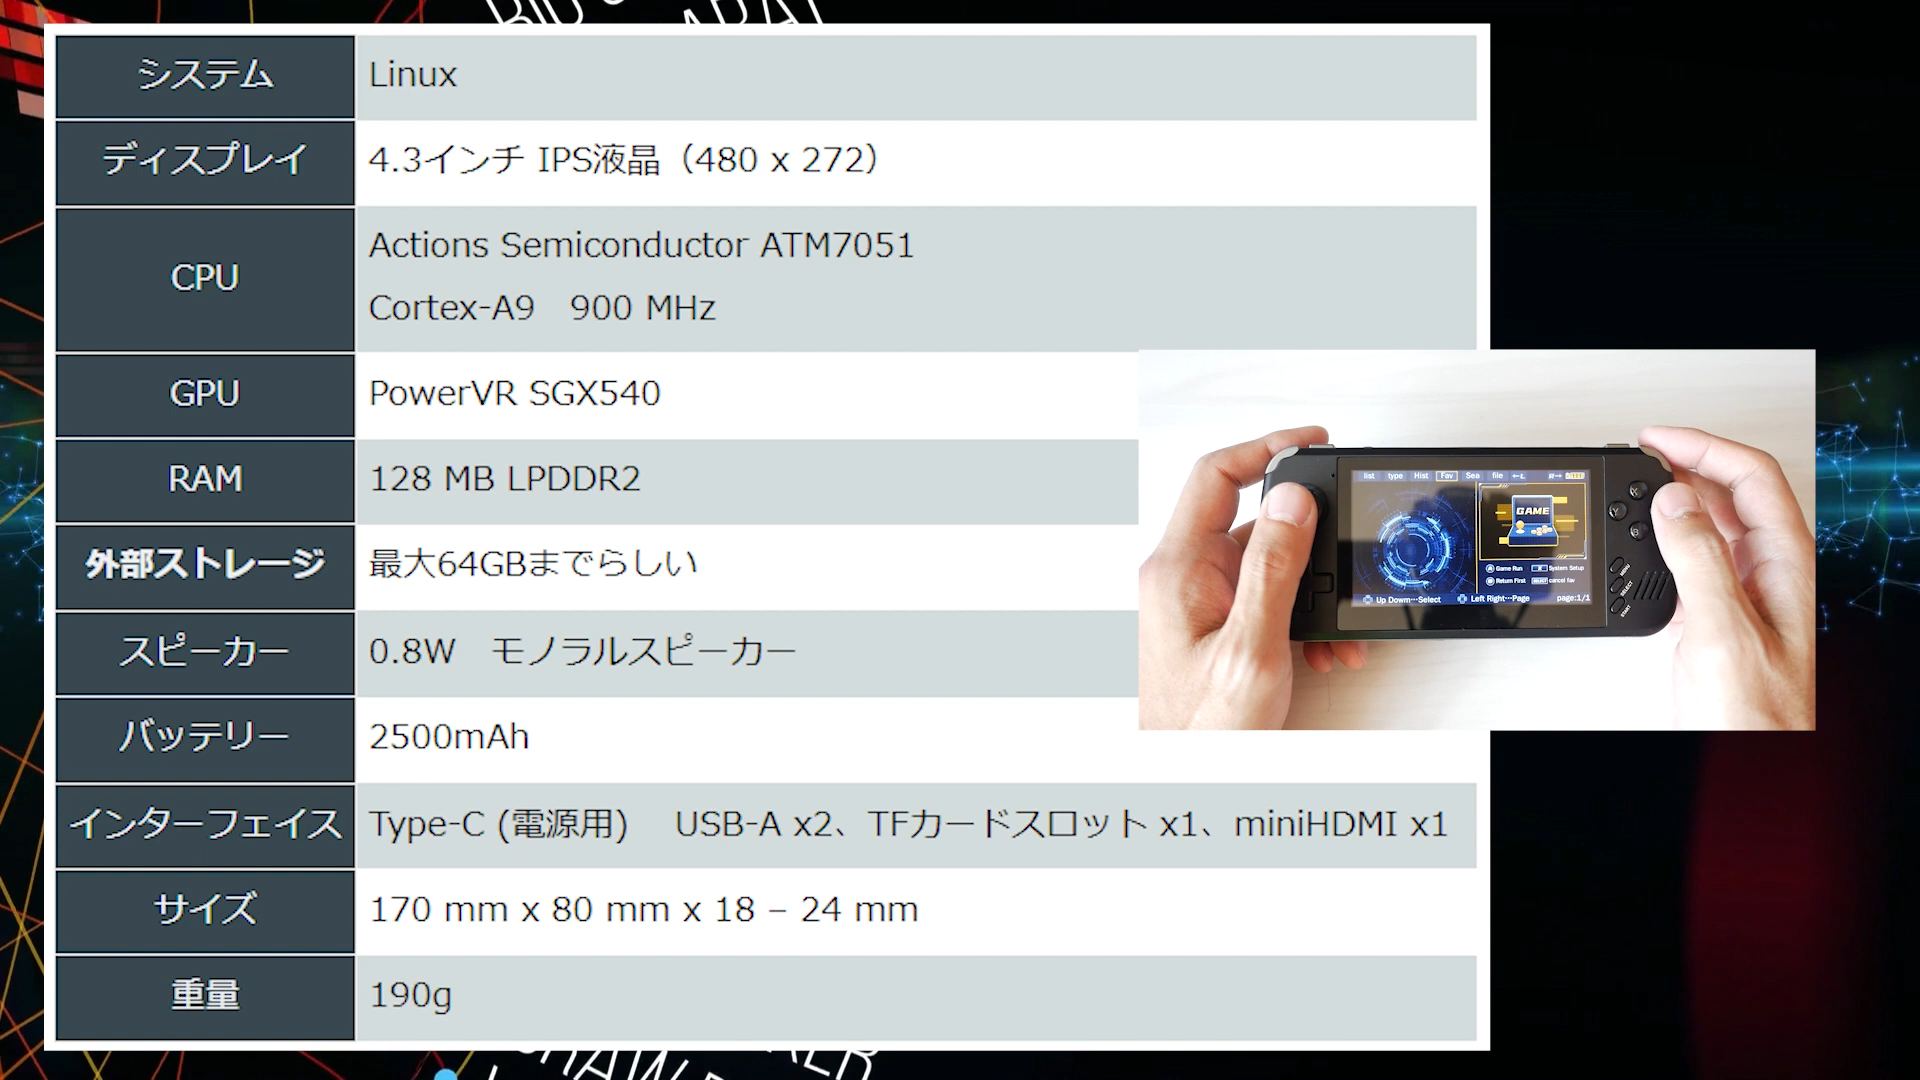 システム Linux
ディスプレイ 4.3インチ IPS液晶（480 x 272）
CPU Actions Semiconductor ATM7051
Cortex-A9　900 MHz
GPU PowerVR SGX540
RAM 128 MB LPDDR2
外部ストレージ 最大64GBまでらしい
スピーカー 0.8W　モノラルスピーカー
バッテリー 2500mAh
インターフェイス Type-C (電源用)　USB-A x2、TFカードスロット x1、miniHDMI x1
サイズ 170 mm x 80 mm x 18 – 24 mm
重量 190g
list type Hist Fav Sea file ←L R→
GAME
A Game Run System Setup
Return First SELECT cancel fav
Up Dowm···Select Left Right···Page page:1/1
X
Y
B
MENU
SELECT
START